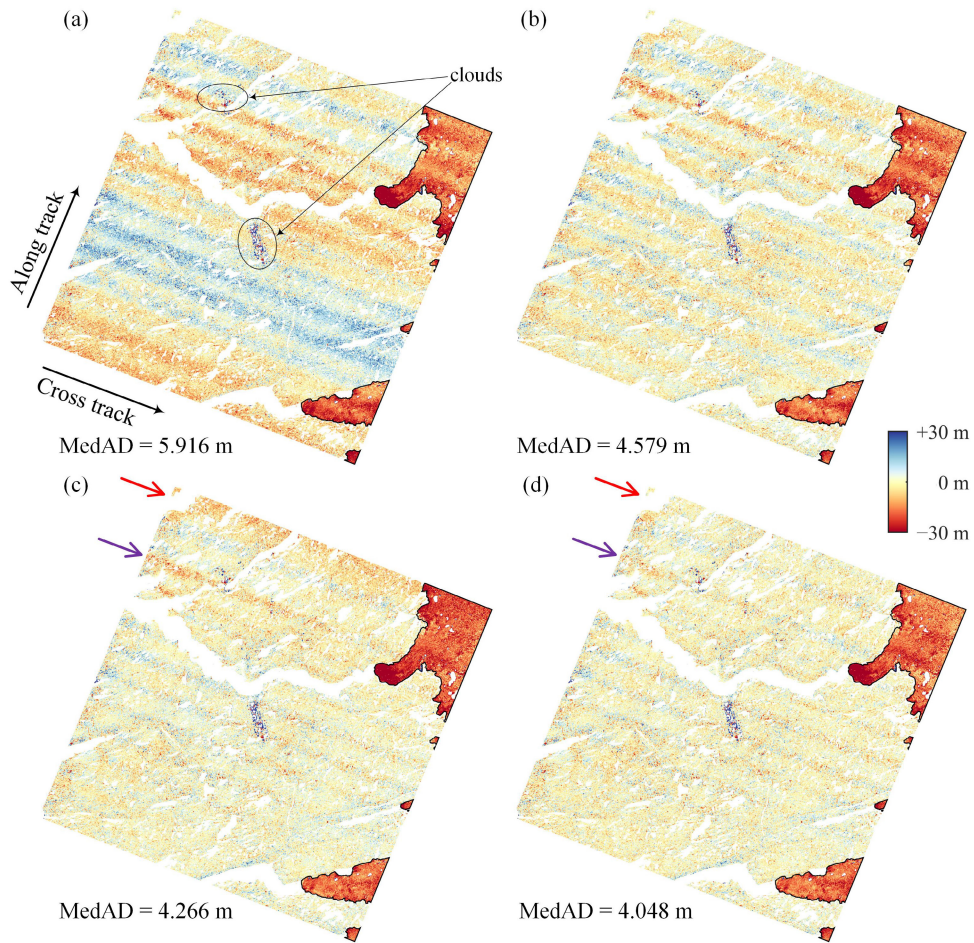 (a)
(b)
clouds
Along track
Cross track
MedAD = 5.916 m
MedAD = 4.579 m
+30 m
0 m
−30 m
(c)
(d)
MedAD = 4.266 m
MedAD = 4.048 m